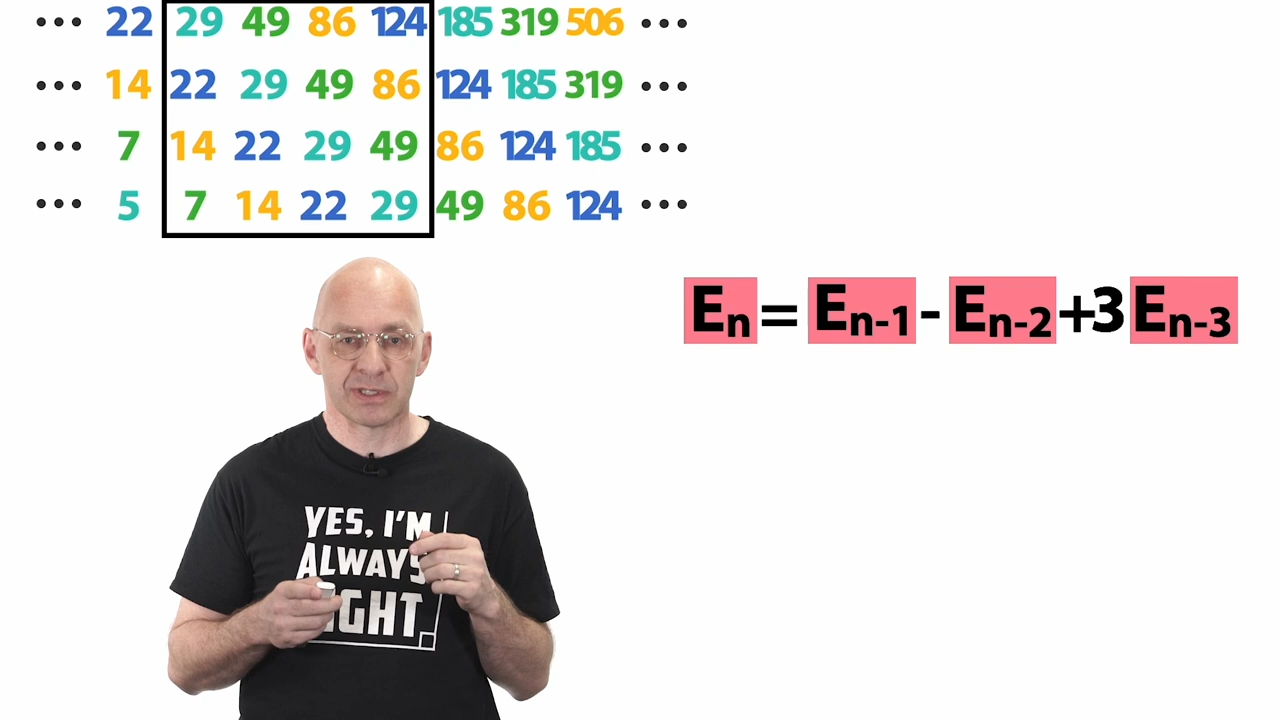 ··· 22 29 49 86 124 185 319 506 ···
··· 14 22 29 49 86 124 185 319 ···
··· 7 14 22 29 49 86 124 185 ···
··· 5 7 14 22 29 49 86 124 ···
Eₙ = Eₙ₋₁ - Eₙ₋₂ + 3 Eₙ₋₃
YES, I'M
ALWAYS
IGHT